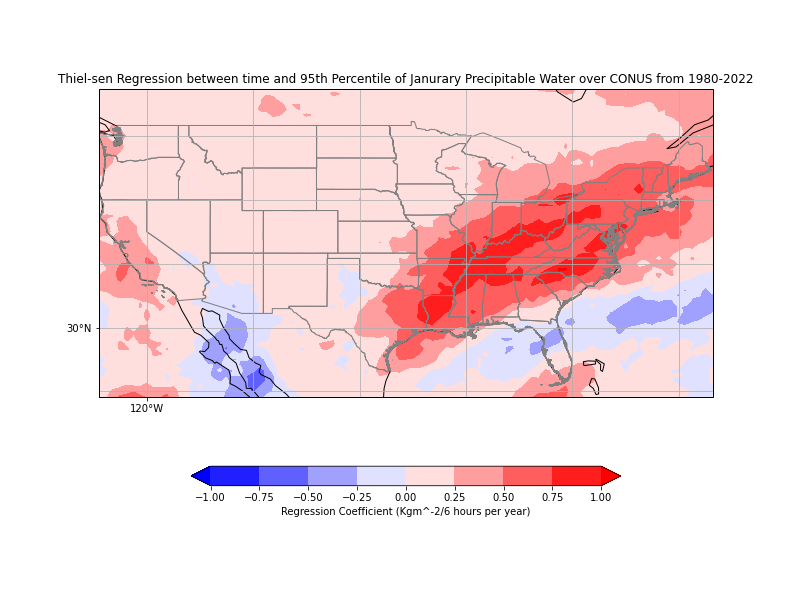 Thiel-sen Regression between time and 95th Percentile of Janurary Precipitable Water over CONUS from 1980-2022
30°N
120°W
−1.00 −0.75 −0.50 −0.25 0.00 0.25 0.50 0.75 1.00
Regression Coefficient (Kgm^-2/6 hours per year)